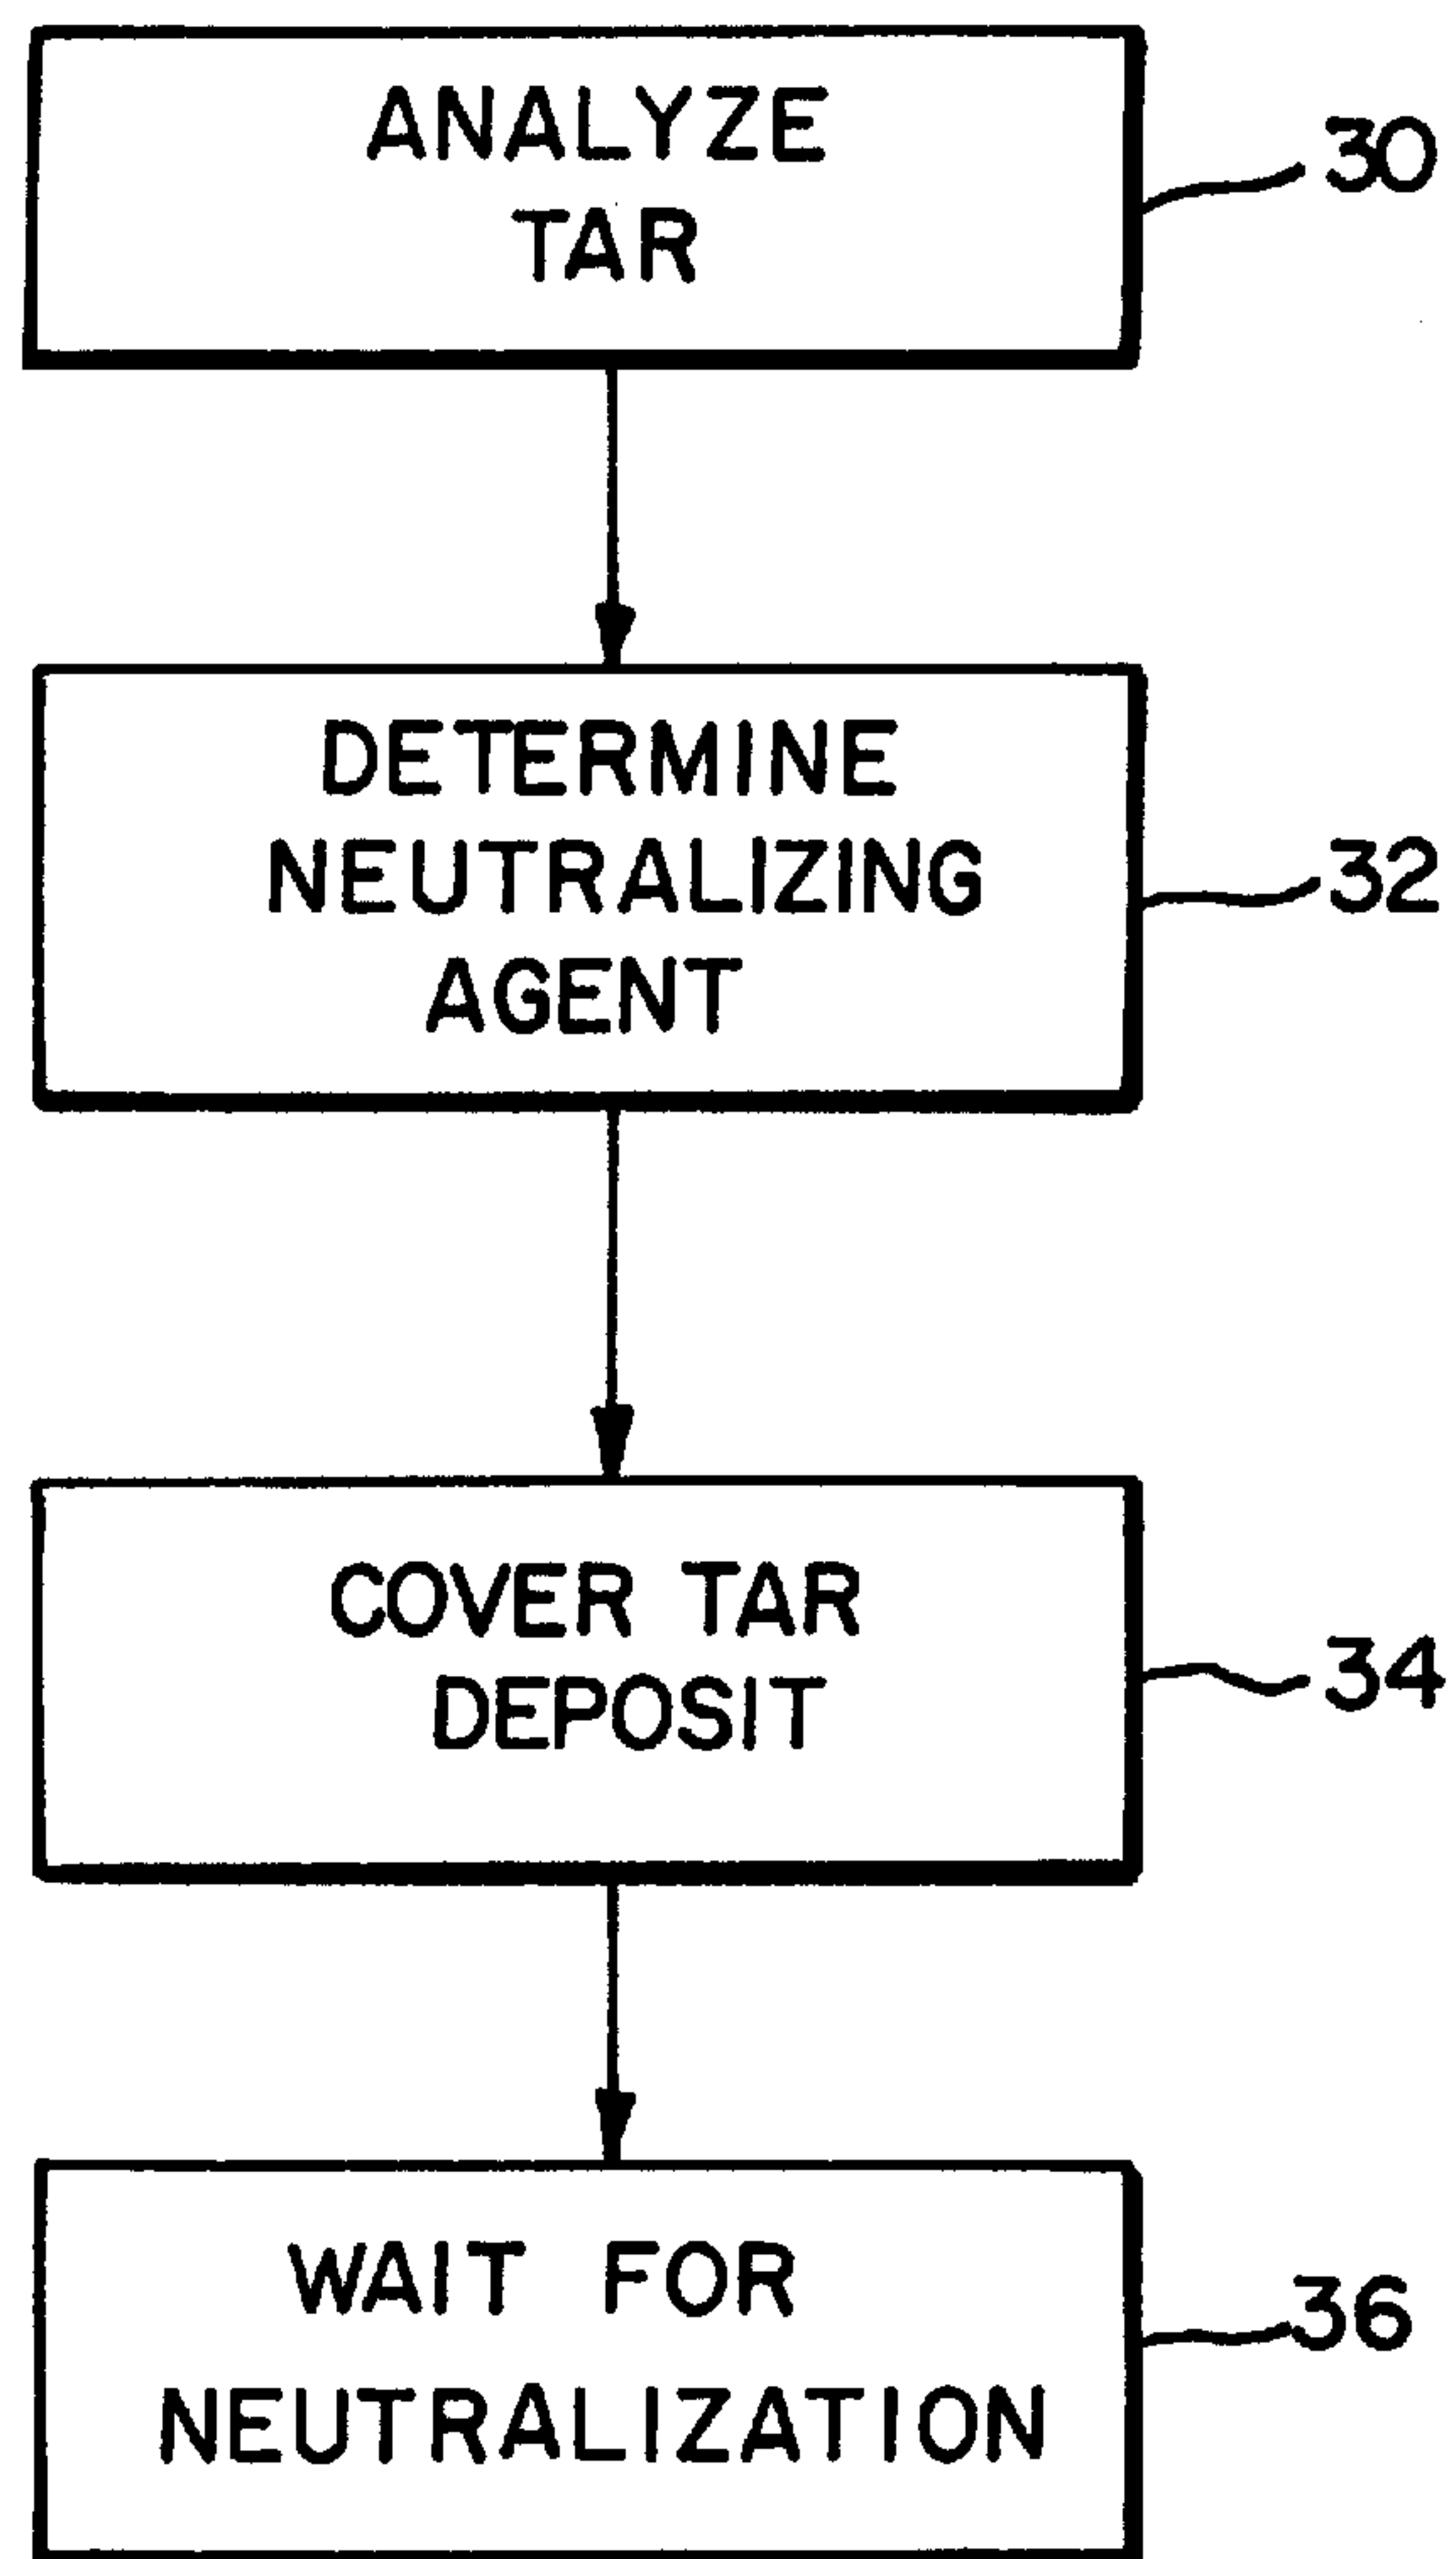 ANALYZE
TAR
30
DETERMINE
NEUTRALIZING
AGENT
32
COVER TAR
DEPOSIT
34
WAIT FOR
NEUTRALIZATION
36